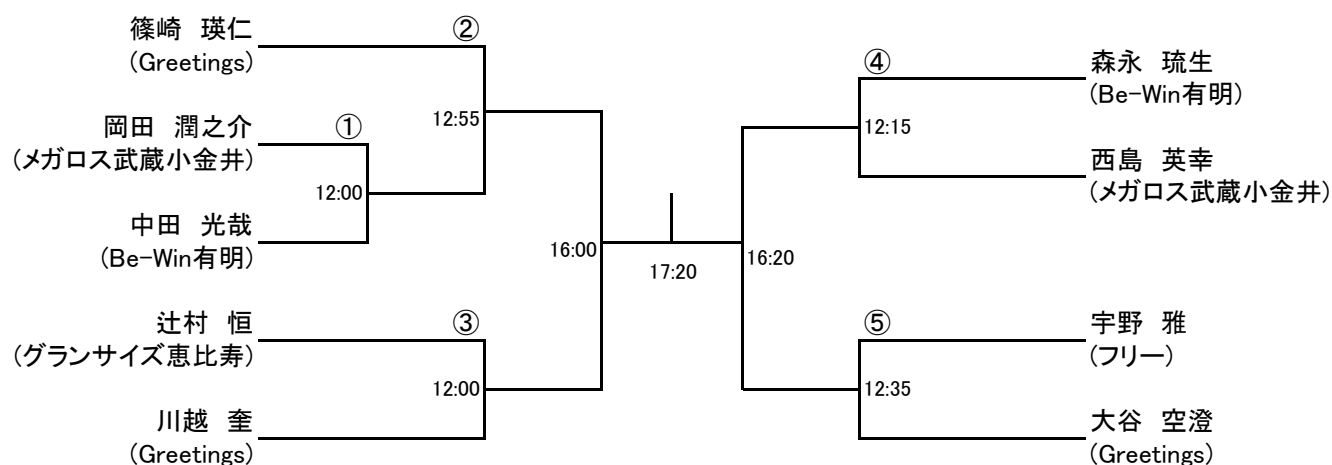 篠崎　瑛仁
(Greetings)
②
岡田　潤之介
(メガロス武蔵小金井)
①
12:55
12:00
中田　光哉
(Be-Win有明)
16:00
辻村　恒
(グランサイズ恵比寿)
③
12:00
川越　奎
(Greetings)
17:20
④
森永　琉生
(Be-Win有明)
12:15
西島　英幸
(メガロス武蔵小金井)
16:20
⑤
宇野　雅
(フリー)
12:35
大谷　空澄
(Greetings)